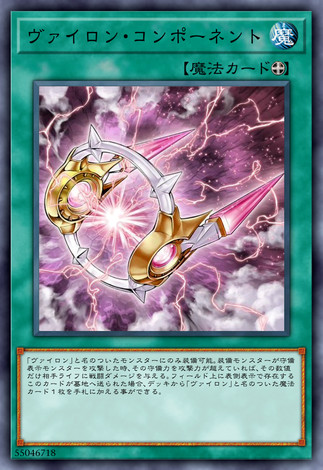 ヴァイロン・コンポーネント 魔
【魔法カード】
「ヴァイロン」と名のついたモンスターにのみ装備可能。装備モンスターが守備
表示モンスターを攻撃した時、その守備力を攻撃力が超えていれば、その数値
だけ相手ライフに戦闘ダメージを与える。フィールド上に表側表示で存在する
このカードが墓地へ送られた場合、デッキから「ヴァイロン」と名のついた魔法
カード1枚を手札に加える事ができる。
55046718